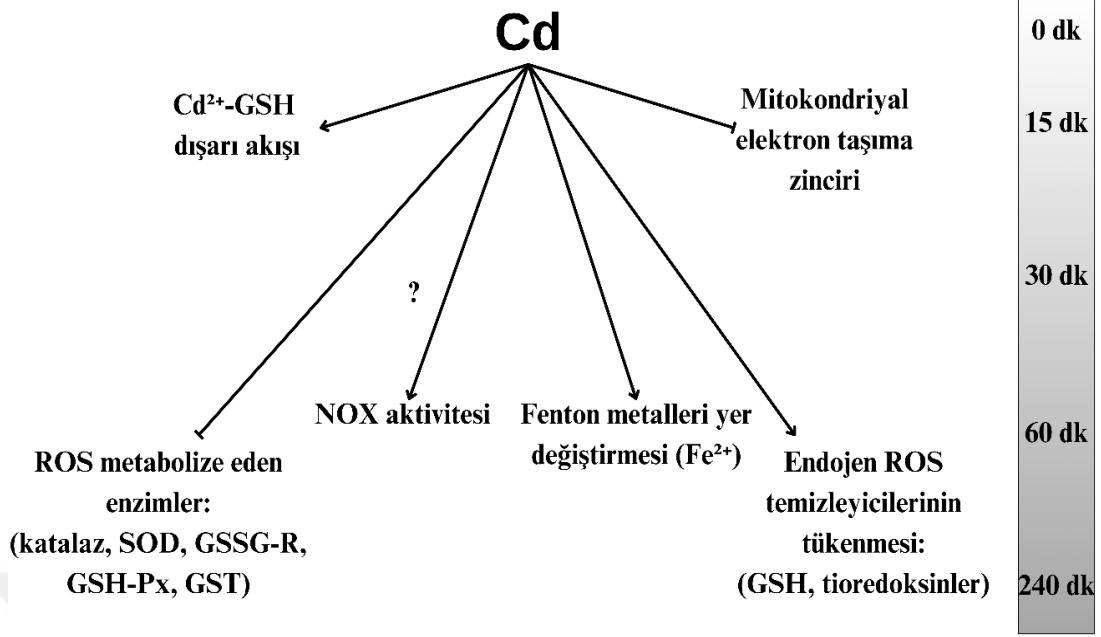 Cd
Cd²⁺-GSH
dışarı akışı
Mitokondriyal
elektron taşıma
zinciri
?
NOX aktivitesi
Fenton metalleri yer
değiştirmesi (Fe²⁺)
ROS metabolize eden
enzimler:
(katalaz, SOD, GSSG-R,
GSH-Px, GST)
Endojen ROS
temizleyicilerinin
tükenmesi:
(GSH, tioredoksinler)
0 dk
15 dk
30 dk
60 dk
240 dk